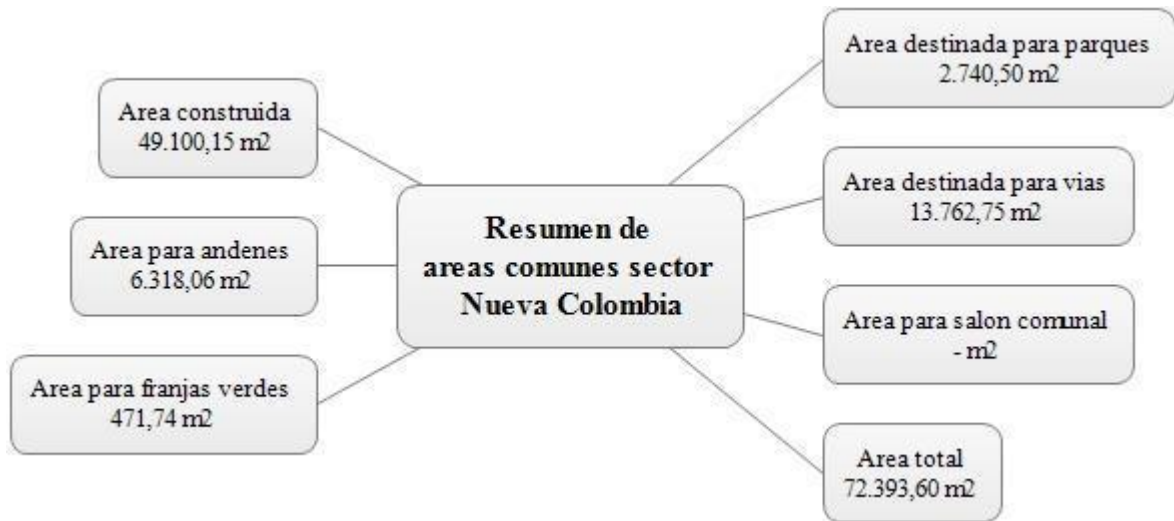 Area destinada para parques
2.740,50 m2
Area construida
49.100,15 m2
Area destinada para vias
13.762,75 m2
Resumen de
areas comunes sector
Nueva Colombia
Area para andenes
6.318,06 m2
Area para salon comunal
- m2
Area para franjas verdes
471,74 m2
Area total
72.393,60 m2